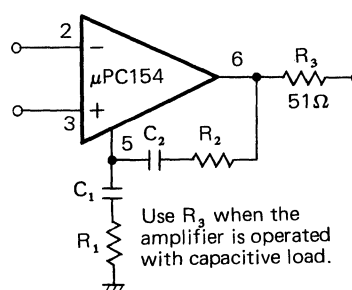 2
−
μPC154
6
R3
+
3
51Ω
5
C2
R2
C1
R1
Use R3 when the
amplifier is operated
with capacitive load.